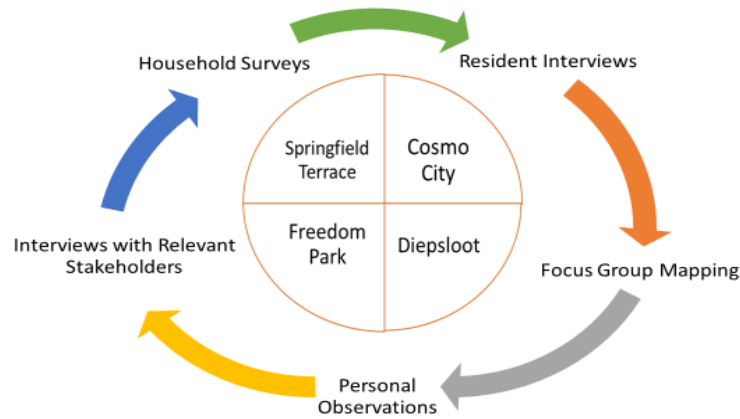 Household Surveys
Resident Interviews
Springfield
Terrace
Cosmo
City
Interviews with Relevant
Stakeholders
Freedom
Park
Diepsloot
Focus Group Mapping
Personal
Observations